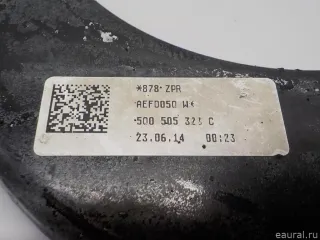 *878* ZPR
AEF0050 W*
5Q0 505 323 C
23.06.14 00:23
eaural.ru